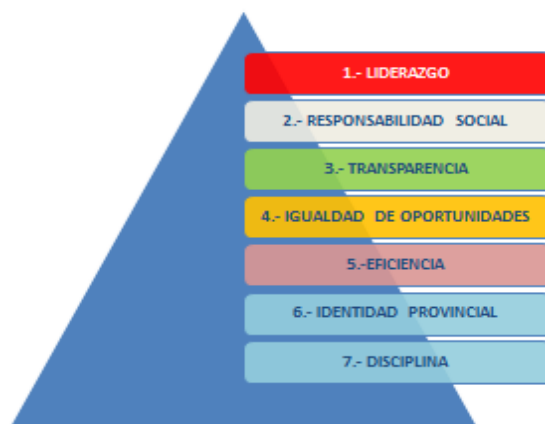 1.- LIDERAZGO
2.- RESPONSABILIDAD SOCIAL
3.- TRANSPARENCIA
4.- IGUALDAD DE OPORTUNIDADES
5.-EFICIENCIA
6.- IDENTIDAD PROVINCIAL
7.- DISCIPLINA